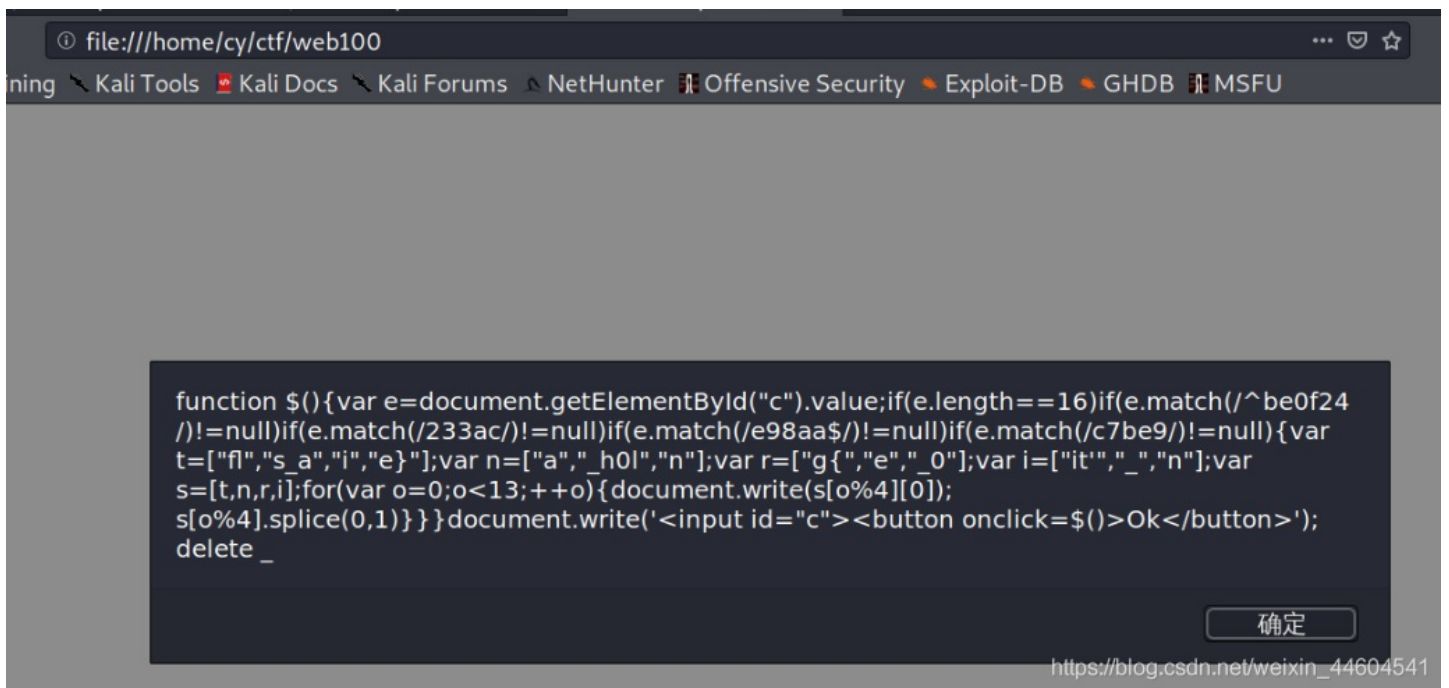 file:///home/cy/ctf/web100
ining Kali Tools Kali Docs Kali Forums NetHunter Offensive Security Exploit-DB GHDB MSFU
function $(){var e=document.getElementById("c").value;if(e.length==16)if(e.match(/^be0f24
/)!=null)if(e.match(/233ac/)!=null)if(e.match(/e98aa$/)!=null)if(e.match(/c7be9/)!=null){var
t=["fl","s_a","i","e}"];var n=["a","_h0l","n"];var r=["g{","e","_0"];var i=["it'","_","n"];var
s=[t,n,r,i];for(var o=0;o<13;++o){document.write(s[o%4][0]);
s[o%4].splice(0,1)}}}document.write('<input id="c"><button onclick=$()>Ok</button>');
delete _
确定
https://blog.csdn.net/weixin_44604541